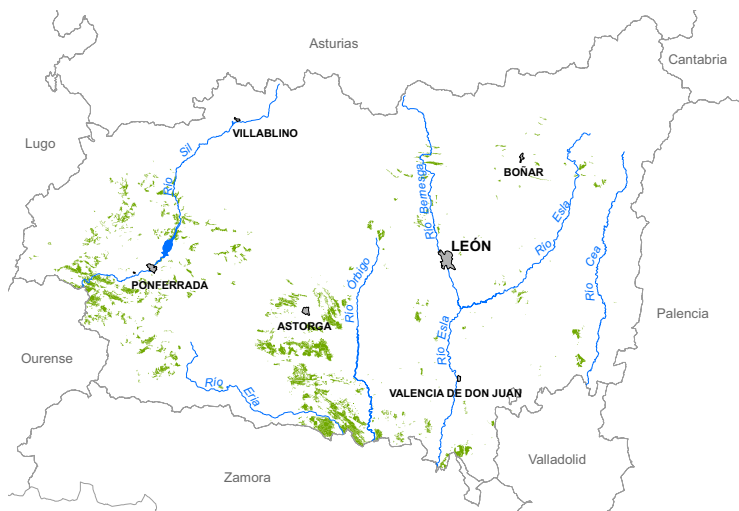 Asturias
Cantabria
Lugo
VILLABLINO
Río Sil
BOÑAR
Río Bernesga
Río Esla
LEÓN
Río Cea
PONFERRADA
Río Órbigo
Palencia
ASTORGA
Río Esla
Ourense
Río Eria
VALENCIA DE DON JUAN
Valladolid
Zamora